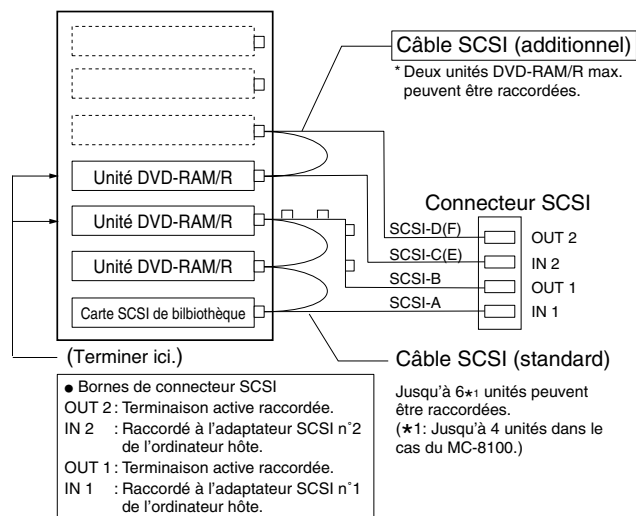 Câble SCSI (additionnel)
* Deux unités DVD-RAM/R max.
peuvent être raccordées.
Unité DVD-RAM/R
Unité DVD-RAM/R
Unité DVD-RAM/R
Carte SCSI de bilbiothèque
Connecteur SCSI
SCSI-D(F)
OUT 2
SCSI-C(E)
IN 2
SCSI-B
OUT 1
SCSI-A
IN 1
(Terminer ici.)
Câble SCSI (standard)
Jusqu'à 6*1 unités peuvent
être raccordées.
(*1: Jusqu'à 4 unités dans le
cas du MC-8100.)
● Bornes de connecteur SCSI
OUT 2 : Terminaison active raccordée.
IN 2 : Raccordé à l'adaptateur SCSI n°2
de l'ordinateur hôte.
OUT 1 : Terminaison active raccordée.
IN 1 : Raccordé à l'adaptateur SCSI n°1
de l'ordinateur hôte.